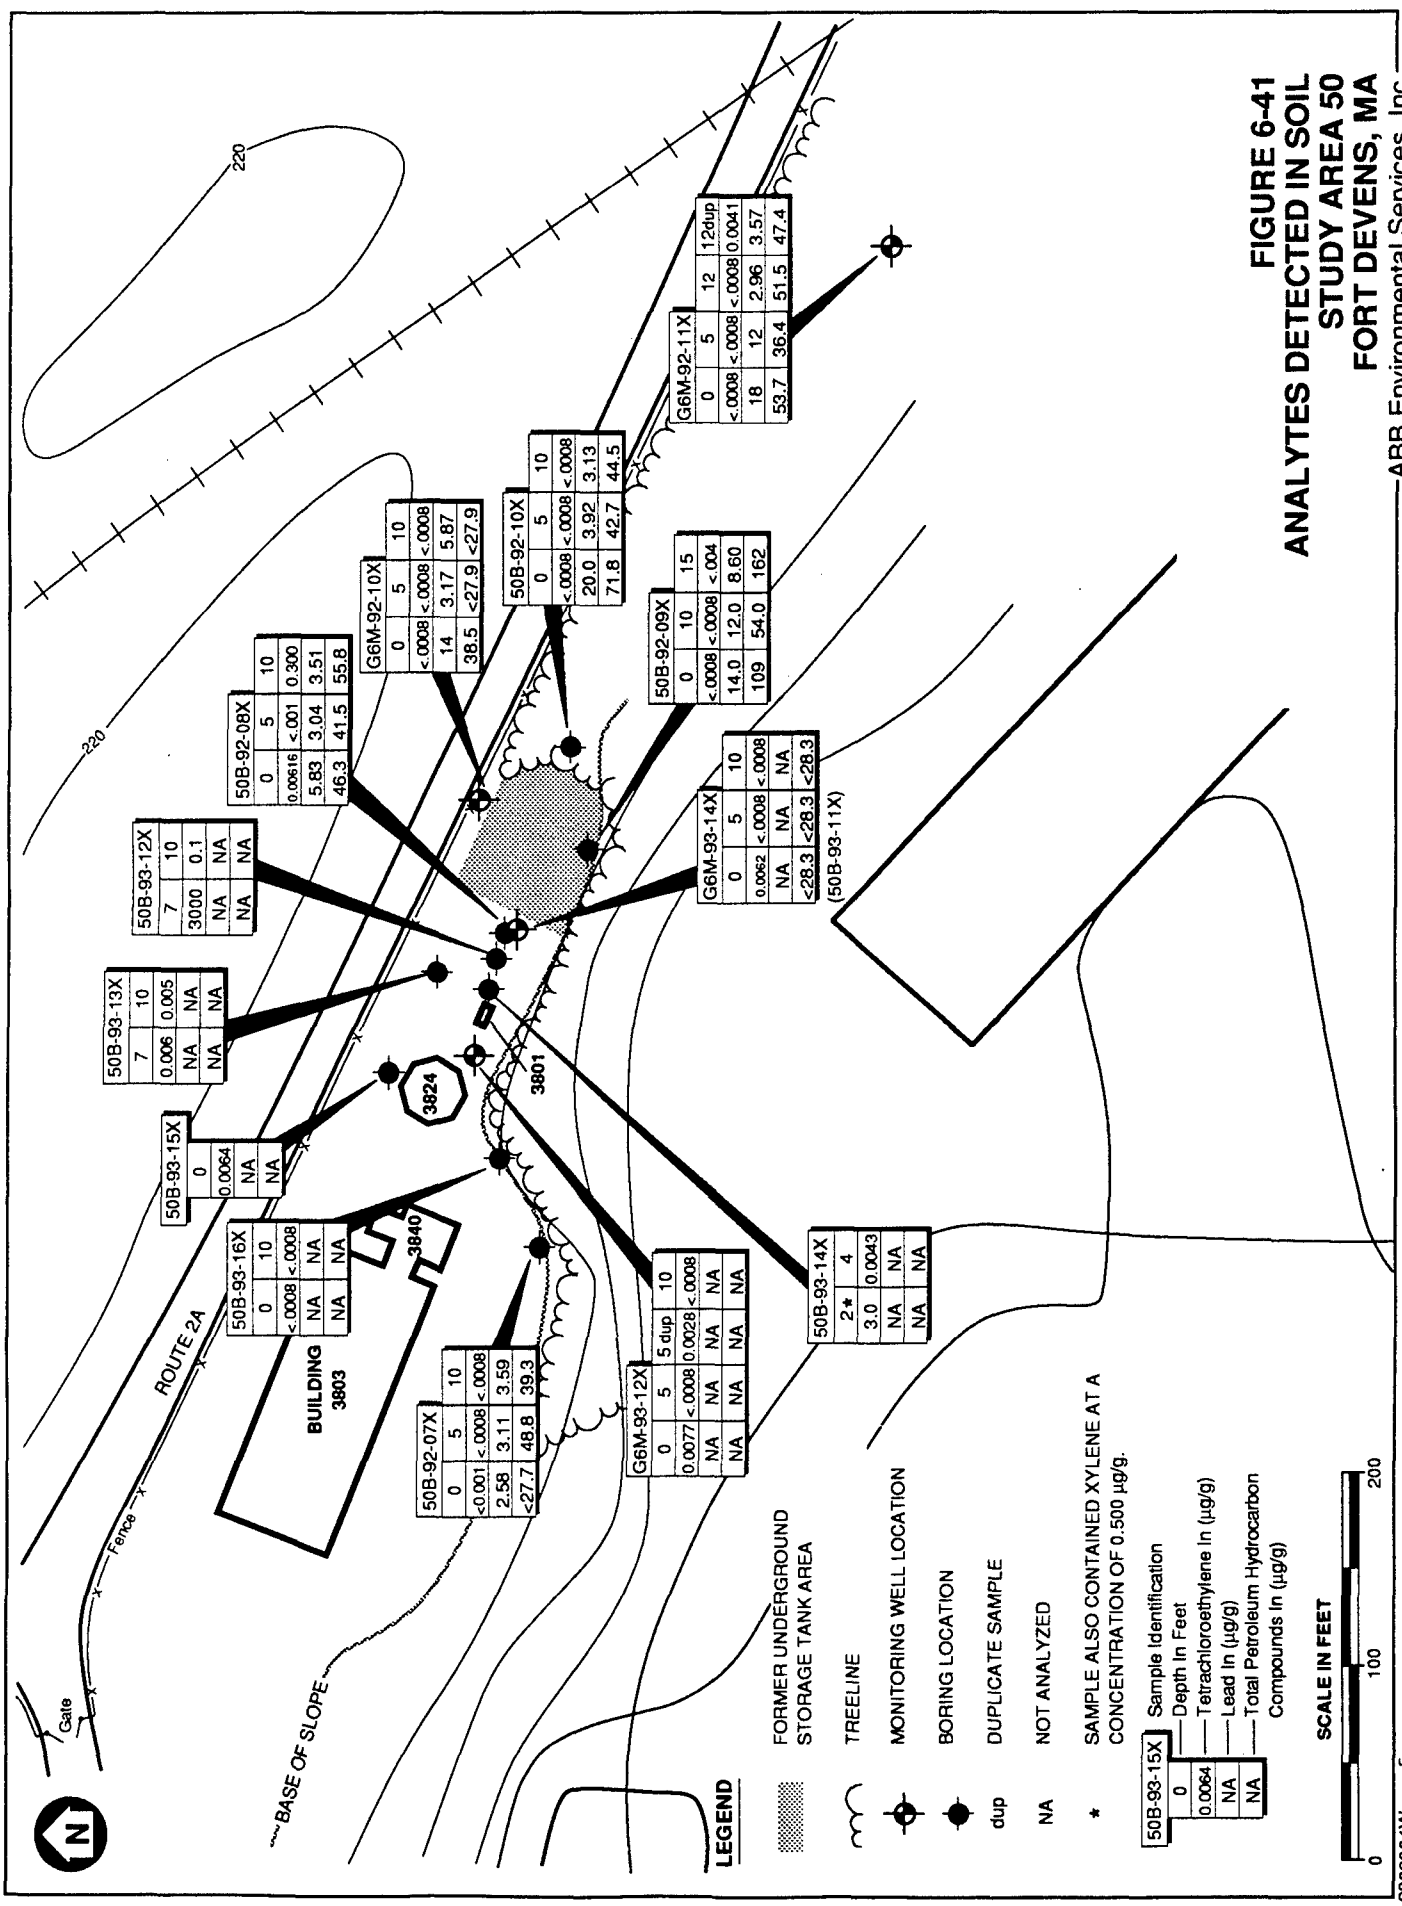 FIGURE 6-41
ANALYTES DETECTED IN SOIL
STUDY AREA 50
FORT DEVENS, MA
ABB Environmental Services, Inc.
N
Gate
Fence
ROUTE 2A
220
220
BASE OF SLOPE
BUILDING
3803
3840
3824
3801
50B-93-16X
0 10
<.0008 <.0008
NA NA
NA NA
50B-93-15X
0
0.0064
NA
NA
50B-93-13X
7 10
0.006 0.005
NA NA
NA NA
50B-93-12X
7 10
3000 0.1
NA NA
NA NA
50B-92-08X
0 5 10
0.00616 <.001 0.300
5.83 3.04 3.51
46.3 41.5 55.8
G6M-92-10X
0 5 10
<.0008 <.0008 <.0008
14 3.17 5.87
38.5 <27.9 <27.9
50B-92-10X
0 5 10
<.0008 <.0008 <.0008
20.0 3.92 3.13
71.8 42.7 44.5
G6M-92-11X
0 5 12 12dup
<.0008 <.0008 <.0008 0.0041
18 12 2.96 3.57
53.7 36.4 51.5 47.4
50B-92-09X
0 10 15
<.0008 <.0008 <.004
14.0 12.0 8.60
109 54.0 162
G6M-93-14X
0 5 10
0.0062 <.0008 <.0008
NA NA NA
<28.3 <28.3 <28.3
(50B-93-11X)
50B-92-07X
0 5 10
<0.001 <.0008 <.0008
2.58 3.11 3.59
<27.7 48.8 39.3
G6M-93-12X
0 5 5 dup 10
0.0077 <.0008 0.0028 <.0008
NA NA NA NA
NA NA NA NA
50B-93-14X
2* 4
3.0 0.0043
NA NA
NA NA
LEGEND
FORMER UNDERGROUND
STORAGE TANK AREA
TREELINE
MONITORING WELL LOCATION
BORING LOCATION
dup DUPLICATE SAMPLE
NA NOT ANALYZED
* SAMPLE ALSO CONTAINED XYLENE AT A
CONCENTRATION OF 0.500 µg/g.
50B-93-15X Sample Identification
0 Depth In Feet
0.0064 Tetrachloroethylene In (µg/g)
NA Lead In (µg/g)
NA Total Petroleum Hydrocarbon
Compounds In (µg/g)
SCALE IN FEET
0 100 200